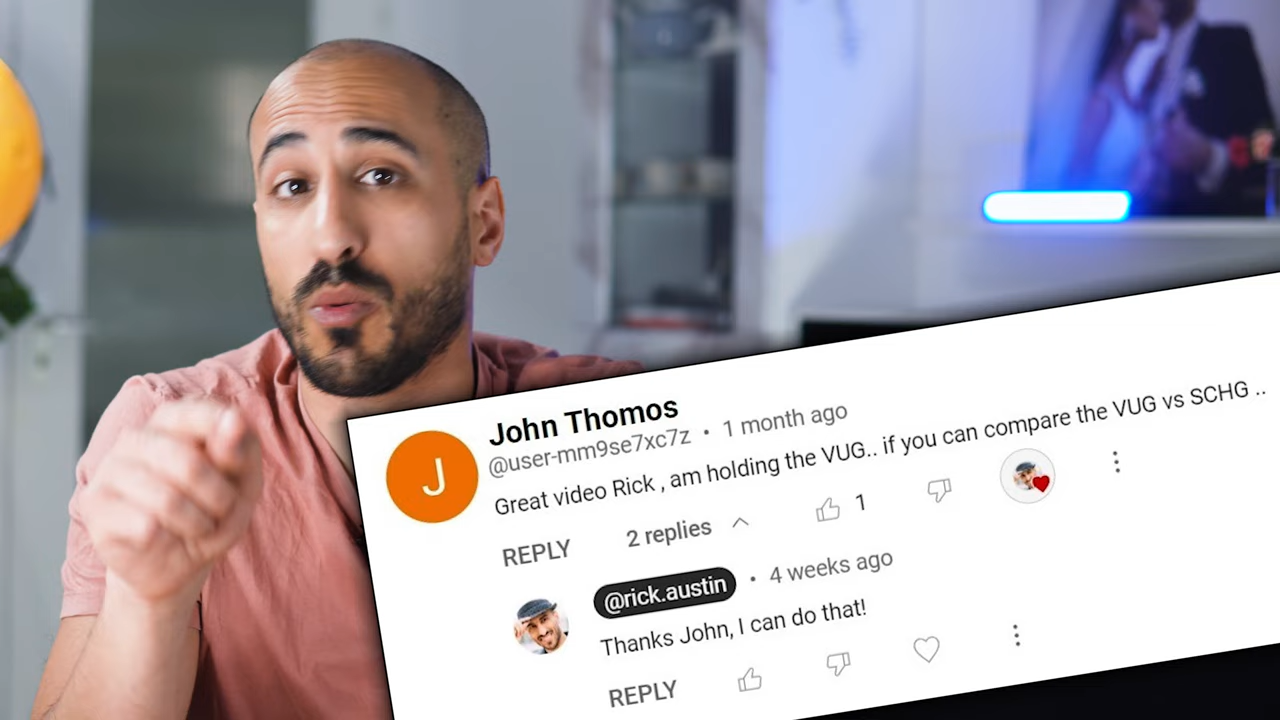 J
John Thomos
@user-mm9se7xc7z • 1 month ago
Great video Rick , am holding the VUG.. if you can compare the VUG vs SCHG ..
REPLY 2 replies 1
@rick.austin • 4 weeks ago
Thanks John, I can do that!
REPLY